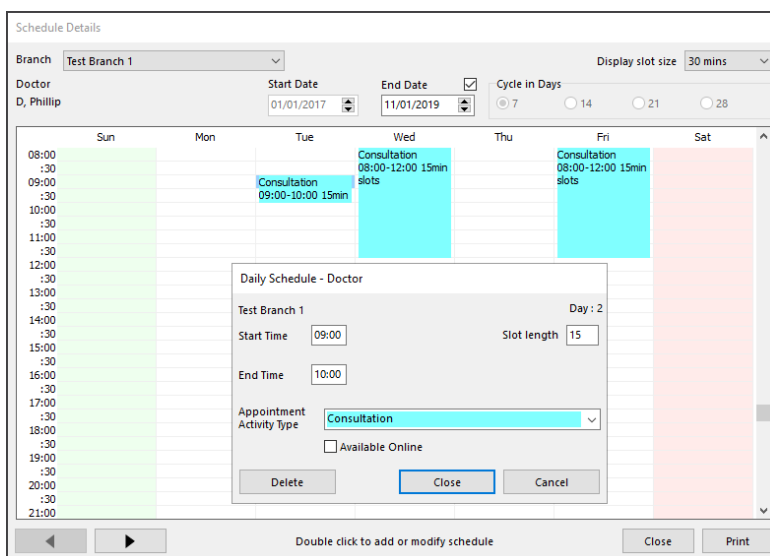 Schedule Details
Branch Test Branch 1 Display slot size 30 mins
Doctor Start Date End Date Cycle in Days
D, Phillip 01/01/2017 11/01/2019 7 14 21 28
Sun Mon Tue Wed Thu Fri Sat
08:00
:30
09:00
:30
10:00
:30
11:00
:30
12:00
:30
13:00
:30
14:00
:30
15:00
:30
16:00
:30
17:00
:30
18:00
:30
19:00
:30
20:00
:30
21:00
Consultation
09:00-10:00 15min
Consultation
08:00-12:00 15min
slots
Consultation
08:00-12:00 15min
slots
Daily Schedule - Doctor
Test Branch 1 Day : 2
Start Time 09:00 Slot length 15
End Time 10:00
Appointment
Activity Type Consultation
Available Online
Delete Close Cancel
Double click to add or modify schedule Close Print